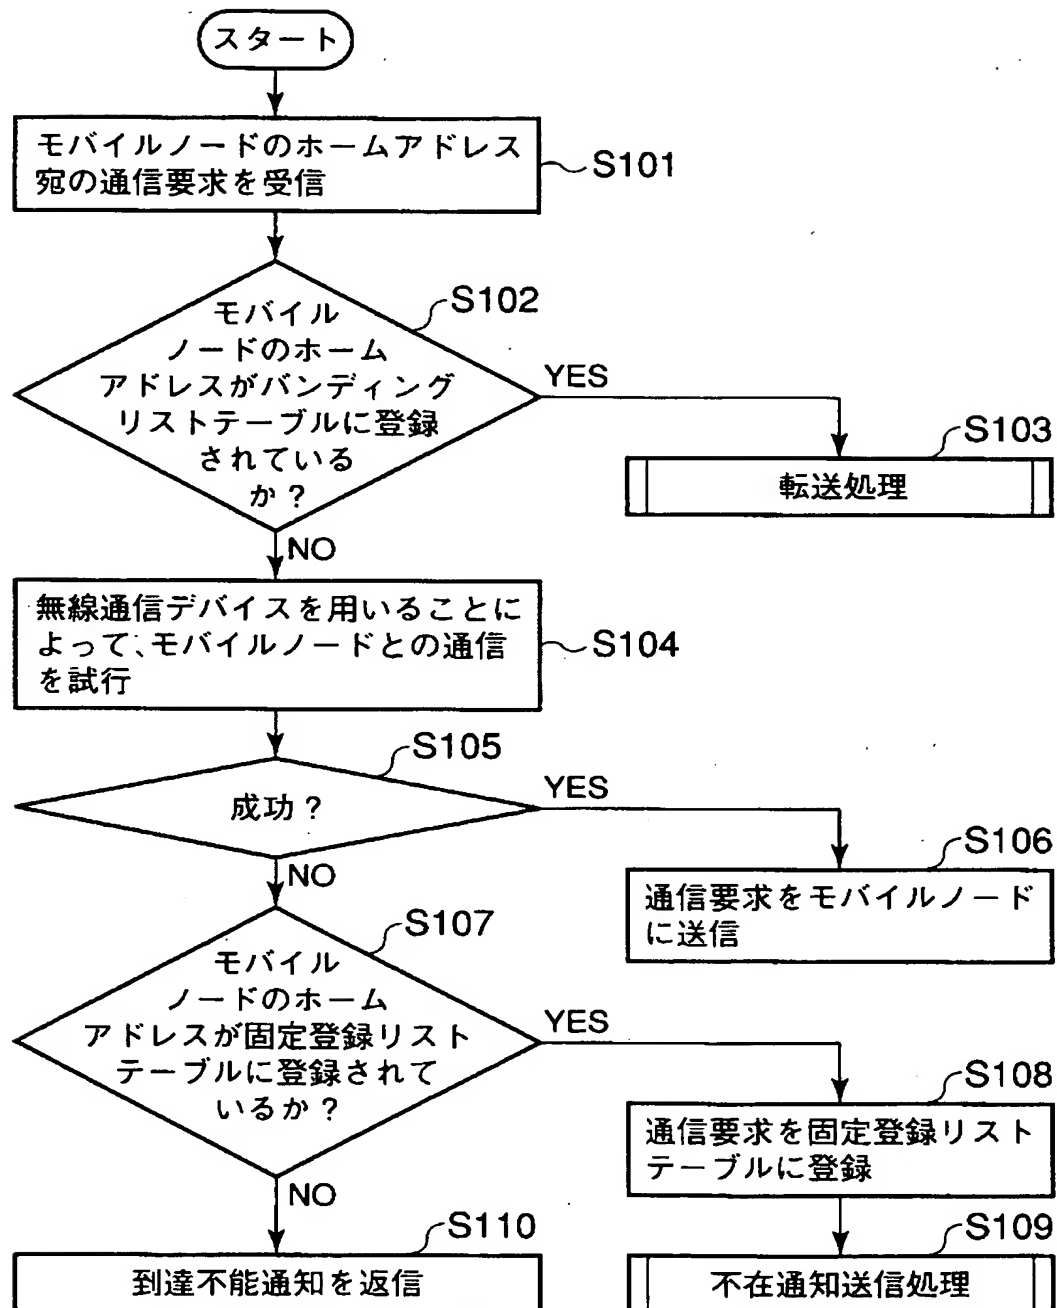 スタート
モバイルノードのホームアドレス
宛の通信要求を受信
S101
S102
モバイル
ノードのホーム
アドレスがバンディング
リストテーブルに登録
されている
か?
YES
S103
転送処理
NO
無線通信デバイスを用いることに
よって、モバイルノードとの通信
を試行
S104
S105
成功?
YES
S106
通信要求をモバイルノード
に送信
NO
S107
モバイル
ノードのホーム
アドレスが固定登録リスト
テーブルに登録されて
いるか?
YES
S108
通信要求を固定登録リスト
テーブルに登録
NO
S110
到達不能通知を返信
S109
不在通知送信処理